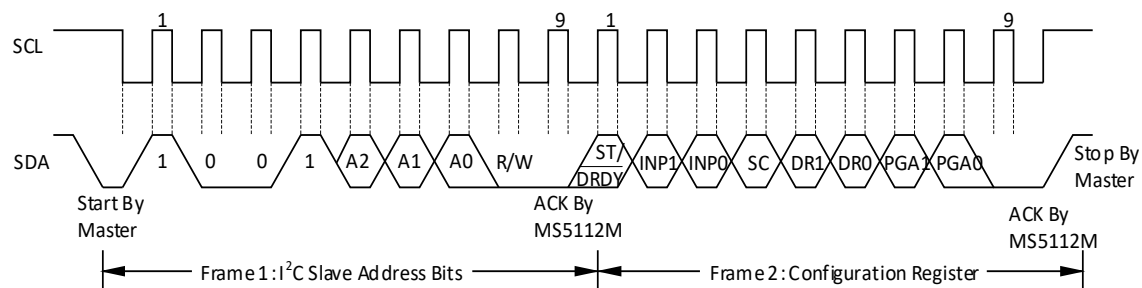 1 9 1 9
SCL
SDA 1 0 0 1 A2 A1 A0 R/W ST/ INP1 INP0 SC DR1 DR0 PGA1 PGA0 Stop By
DRDY Master
Start By ACK By ACK By
Master MS5112M MS5112M
Frame 1: I²C Slave Address Bits Frame 2: Configuration Register